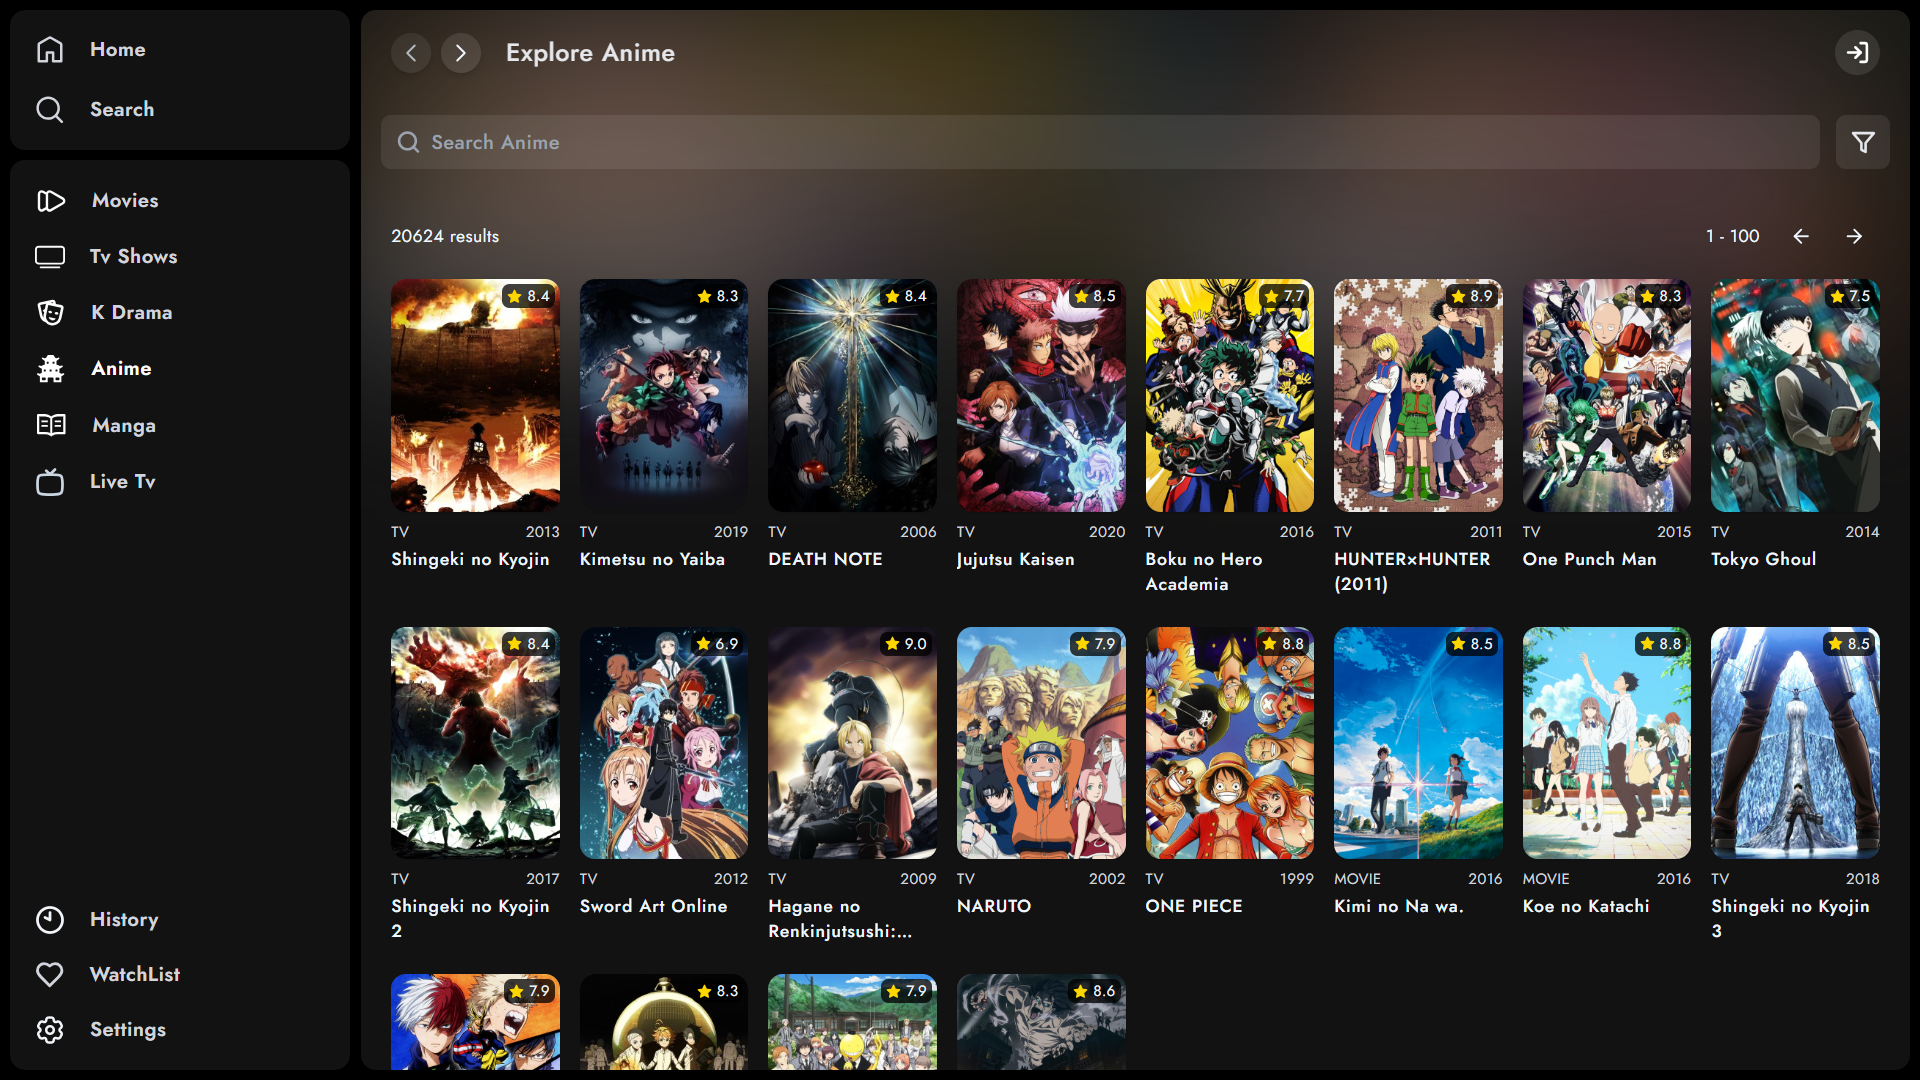 Home
Search
Movies
Tv Shows
K Drama
Anime
Manga
Live Tv
History
WatchList
Settings
Explore Anime
Search Anime
20624 results
1 - 100
8.4
8.3
8.4
8.5
7.7
8.9
8.3
7.5
TV 2013
TV 2019
TV 2006
TV 2020
TV 2016
TV 2011
TV 2015
TV 2014
Shingeki no Kyojin
Kimetsu no Yaiba
DEATH NOTE
Jujutsu Kaisen
Boku no Hero
Academia
HUNTER×HUNTER
(2011)
One Punch Man
Tokyo Ghoul
8.4
6.9
9.0
7.9
8.8
8.5
8.8
8.5
TV 2017
TV 2012
TV 2009
TV 2002
TV 1999
MOVIE 2016
MOVIE 2016
TV 2018
Shingeki no Kyojin
2
Sword Art Online
Hagane no
Renkinjutsushi:...
NARUTO
ONE PIECE
Kimi no Na wa.
Koe no Katachi
Shingeki no Kyojin
3
7.9
8.3
7.9
8.6